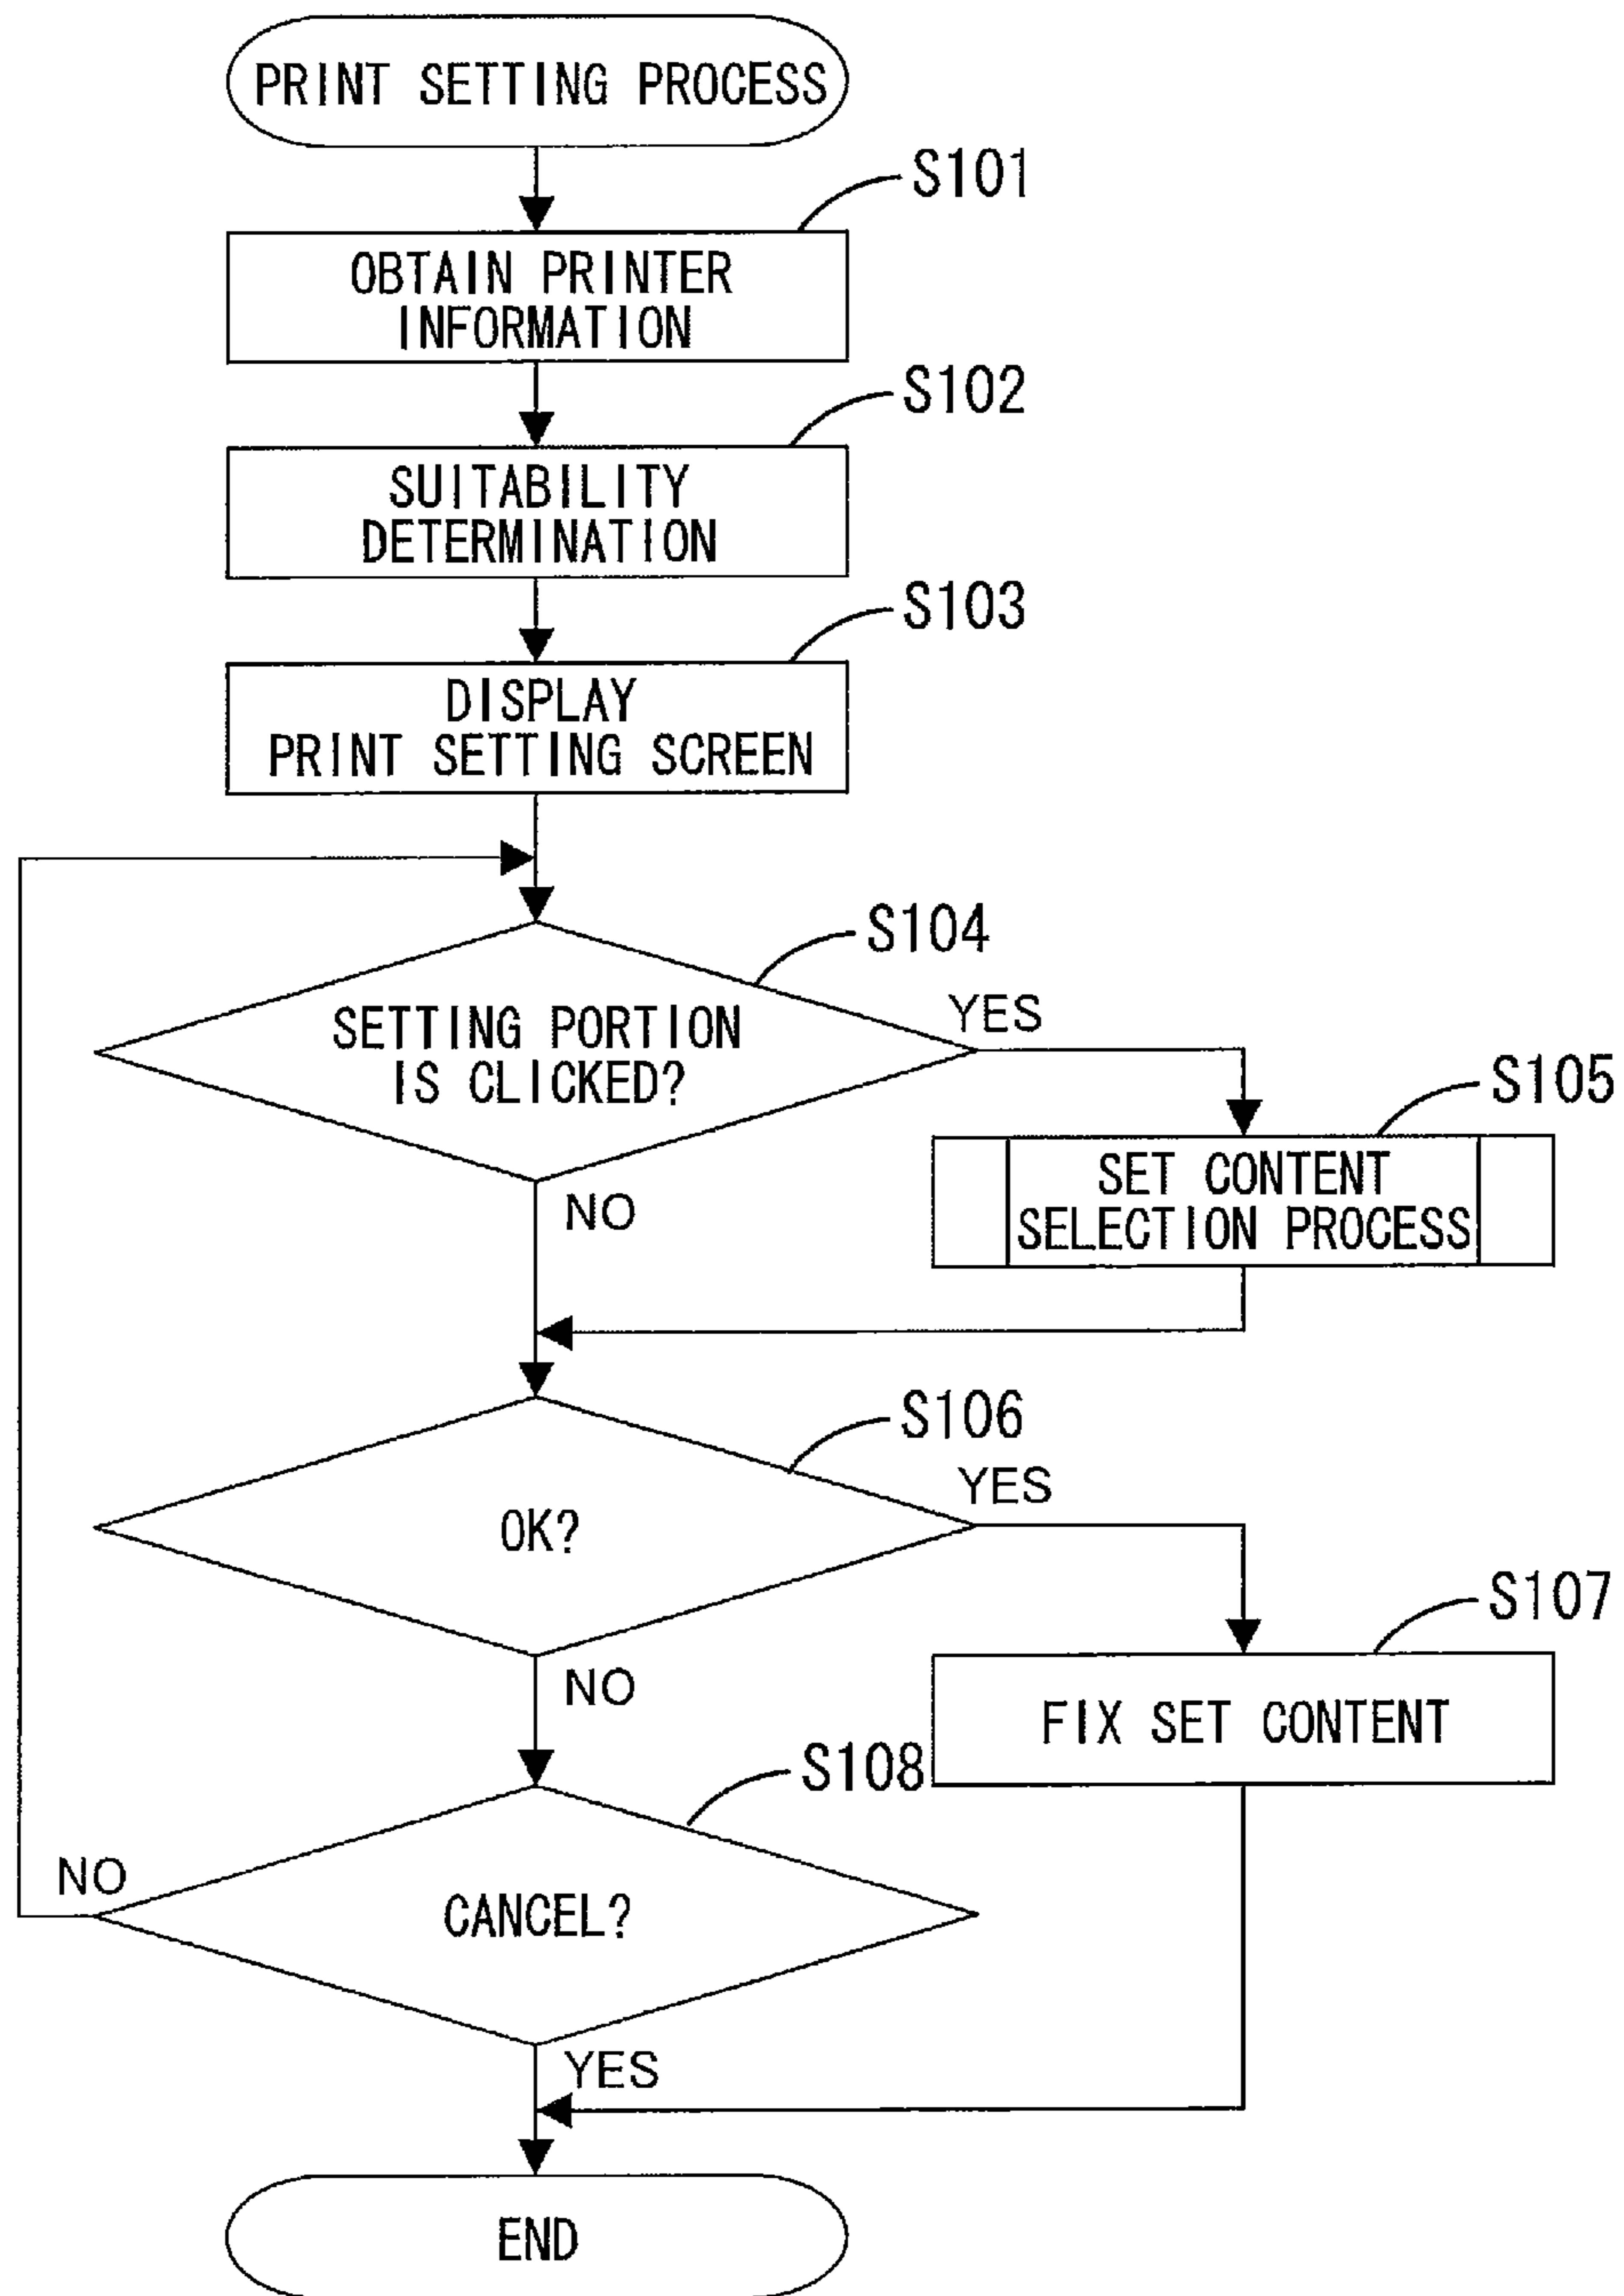 PRINT SETTING PROCESS
S101
OBTAIN PRINTER
INFORMATION
S102
SUITABILITY
DETERMINATION
S103
DISPLAY
PRINT SETTING SCREEN
S104
SETTING PORTION
IS CLICKED?
YES
NO
S105
SET CONTENT
SELECTION PROCESS
S106
OK?
YES
NO
S107
FIX SET CONTENT
S108
CANCEL?
NO
YES
END